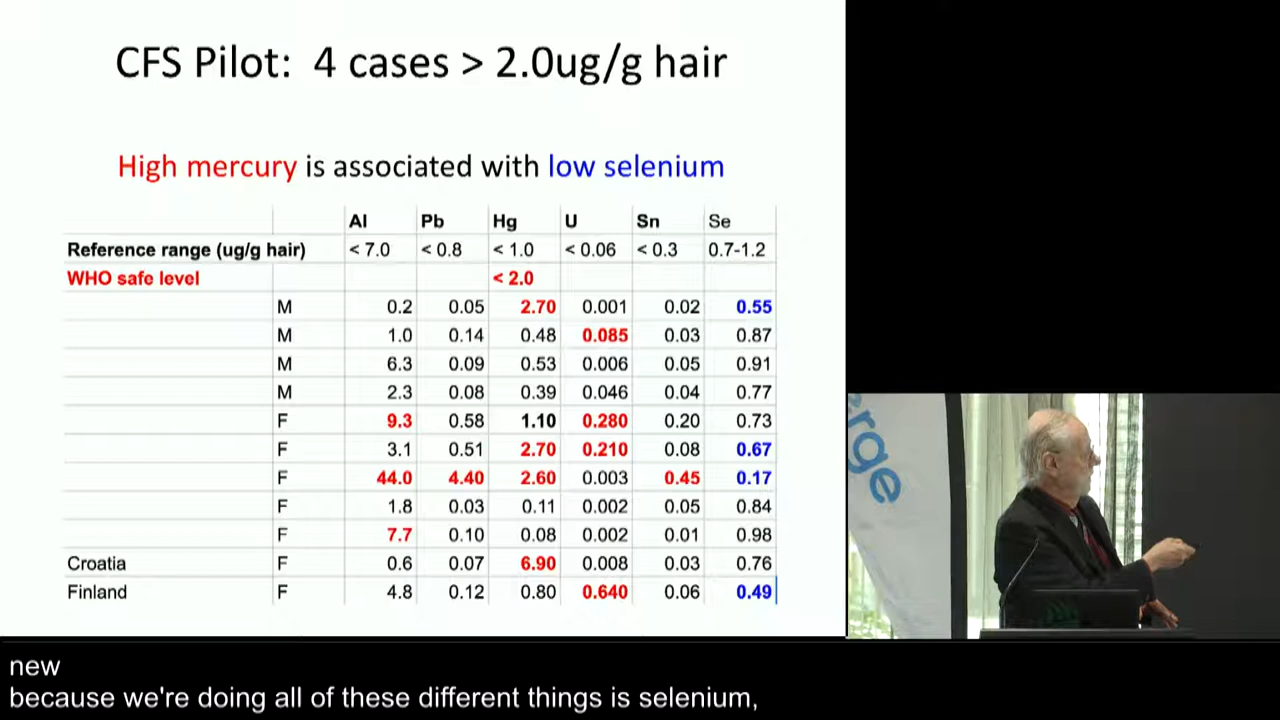 CFS Pilot: 4 cases > 2.0ug/g hair
High mercury is associated with low selenium
Al Pb Hg U Sn Se
Reference range (ug/g hair) < 7.0 < 0.8 < 1.0 < 0.06 < 0.3 0.7-1.2
WHO safe level < 2.0
M 0.2 0.05 2.70 0.001 0.02 0.55
M 1.0 0.14 0.48 0.085 0.03 0.87
M 6.3 0.09 0.53 0.006 0.05 0.91
M 2.3 0.08 0.39 0.046 0.04 0.77
F 9.3 0.58 1.10 0.280 0.20 0.73
F 3.1 0.51 2.70 0.210 0.08 0.67
F 44.0 4.40 2.60 0.003 0.45 0.17
F 1.8 0.03 0.11 0.002 0.05 0.84
F 7.7 0.10 0.08 0.002 0.01 0.98
Croatia F 0.6 0.07 6.90 0.008 0.03 0.76
Finland F 4.8 0.12 0.80 0.640 0.06 0.49
erge
new
because we're doing all of these different things is selenium,